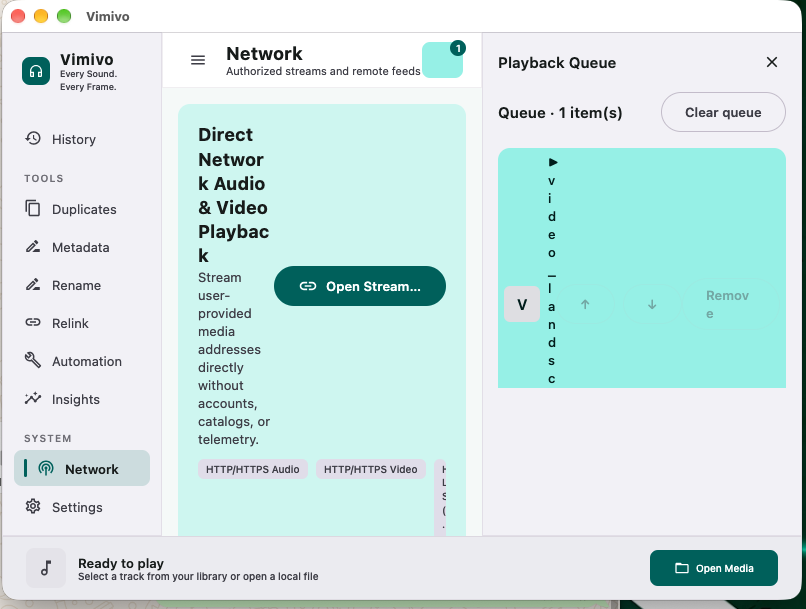 Vimivo
Vimivo
Every Sound.
Every Frame.
History
TOOLS
Duplicates
Metadata
Rename
Relink
Automation
Insights
SYSTEM
Network
Settings
Network
Authorized streams and remote feeds
1
Direct
Networ
k Audio
& Video
Playbac
k
Stream
user-
provided
media
addresses
directly
without
accounts,
catalogs, or
telemetry.
Open Stream...
HTTP/HTTPS Audio
HTTP/HTTPS Video
Playback Queue
Queue · 1 item(s)
Clear queue
V
▶
v
i
d
e
o
_
l
a
n
d
s
c
↑
↓
Remov
e
Ready to play
Select a track from your library or open a local file
Open Media